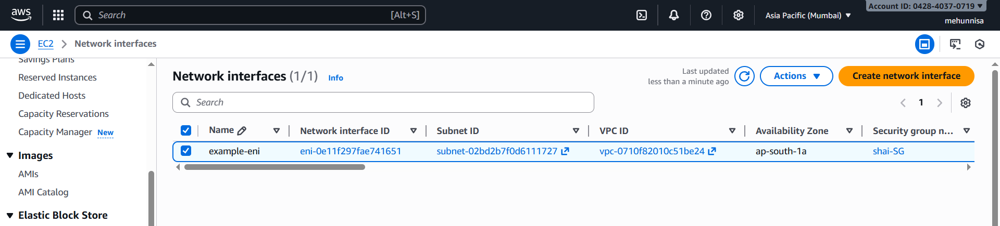 aws
Search [Alt+S]
Asia Pacific (Mumbai)
Account ID: 0428-4037-0719
mehunnisa
EC2 Network interfaces
Savings Plans
Reserved Instances
Dedicated Hosts
Capacity Reservations
Capacity Manager New
Images
AMIs
AMI Catalog
Elastic Block Store
Network interfaces (1/1) Info
Last updated
less than a minute ago
Actions
Create network interface
Search
1
Name Network interface ID Subnet ID VPC ID Availability Zone Security group n...
example-eni eni-0e11f297fae741651 subnet-02bd2b7f0d6111727 vpc-0710f82010c51be24 ap-south-1a shai-SG